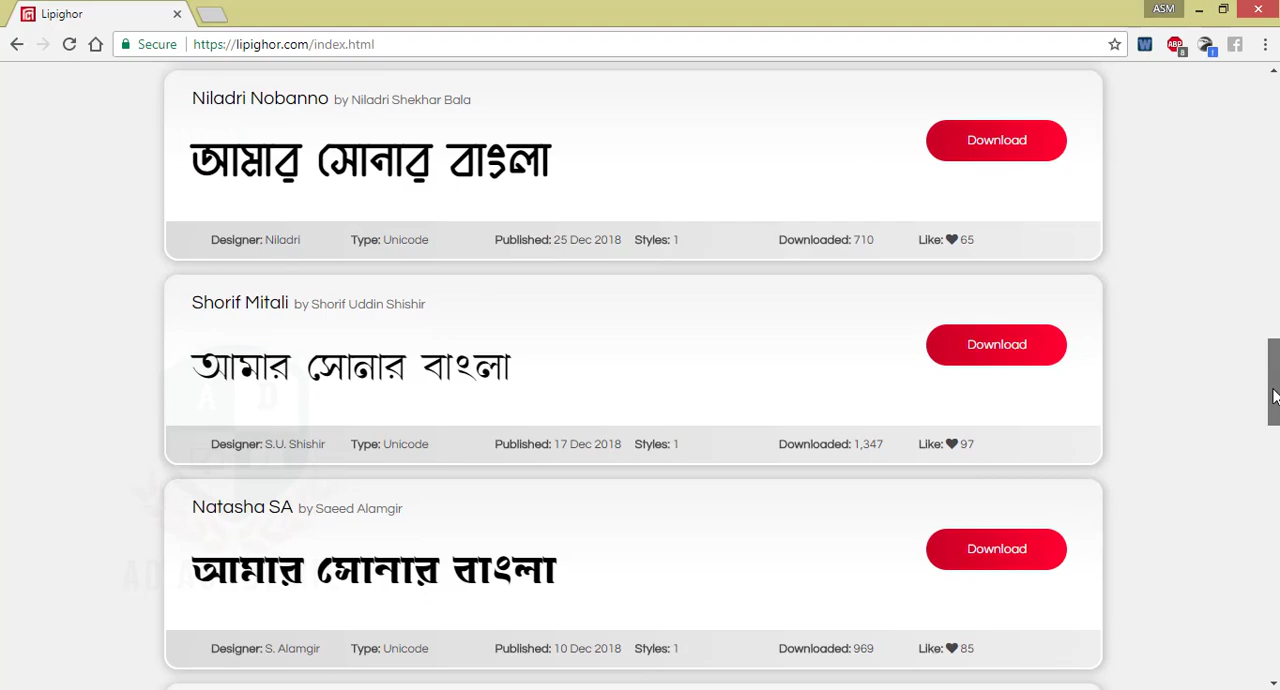 Lipighor
ASM
Secure https://lipighor.com/index.html
Niladri Nobanno by Niladri Shekhar Bala
Download
আমার সোনার বাংলা
Designer: Niladri Type: Unicode Published: 25 Dec 2018 Styles: 1 Downloaded: 710 Like: 65
Shorif Mitali by Shorif Uddin Shishir
Download
আমার সোনার বাংলা
A D
Designer: S.U. Shishir Type: Unicode Published: 17 Dec 2018 Styles: 1 Downloaded: 1,347 Like: 97
Natasha SA by Saeed Alamgir
Download
আমার সোনার বাংলা
Designer: S. Alamgir Type: Unicode Published: 10 Dec 2018 Styles: 1 Downloaded: 969 Like: 85